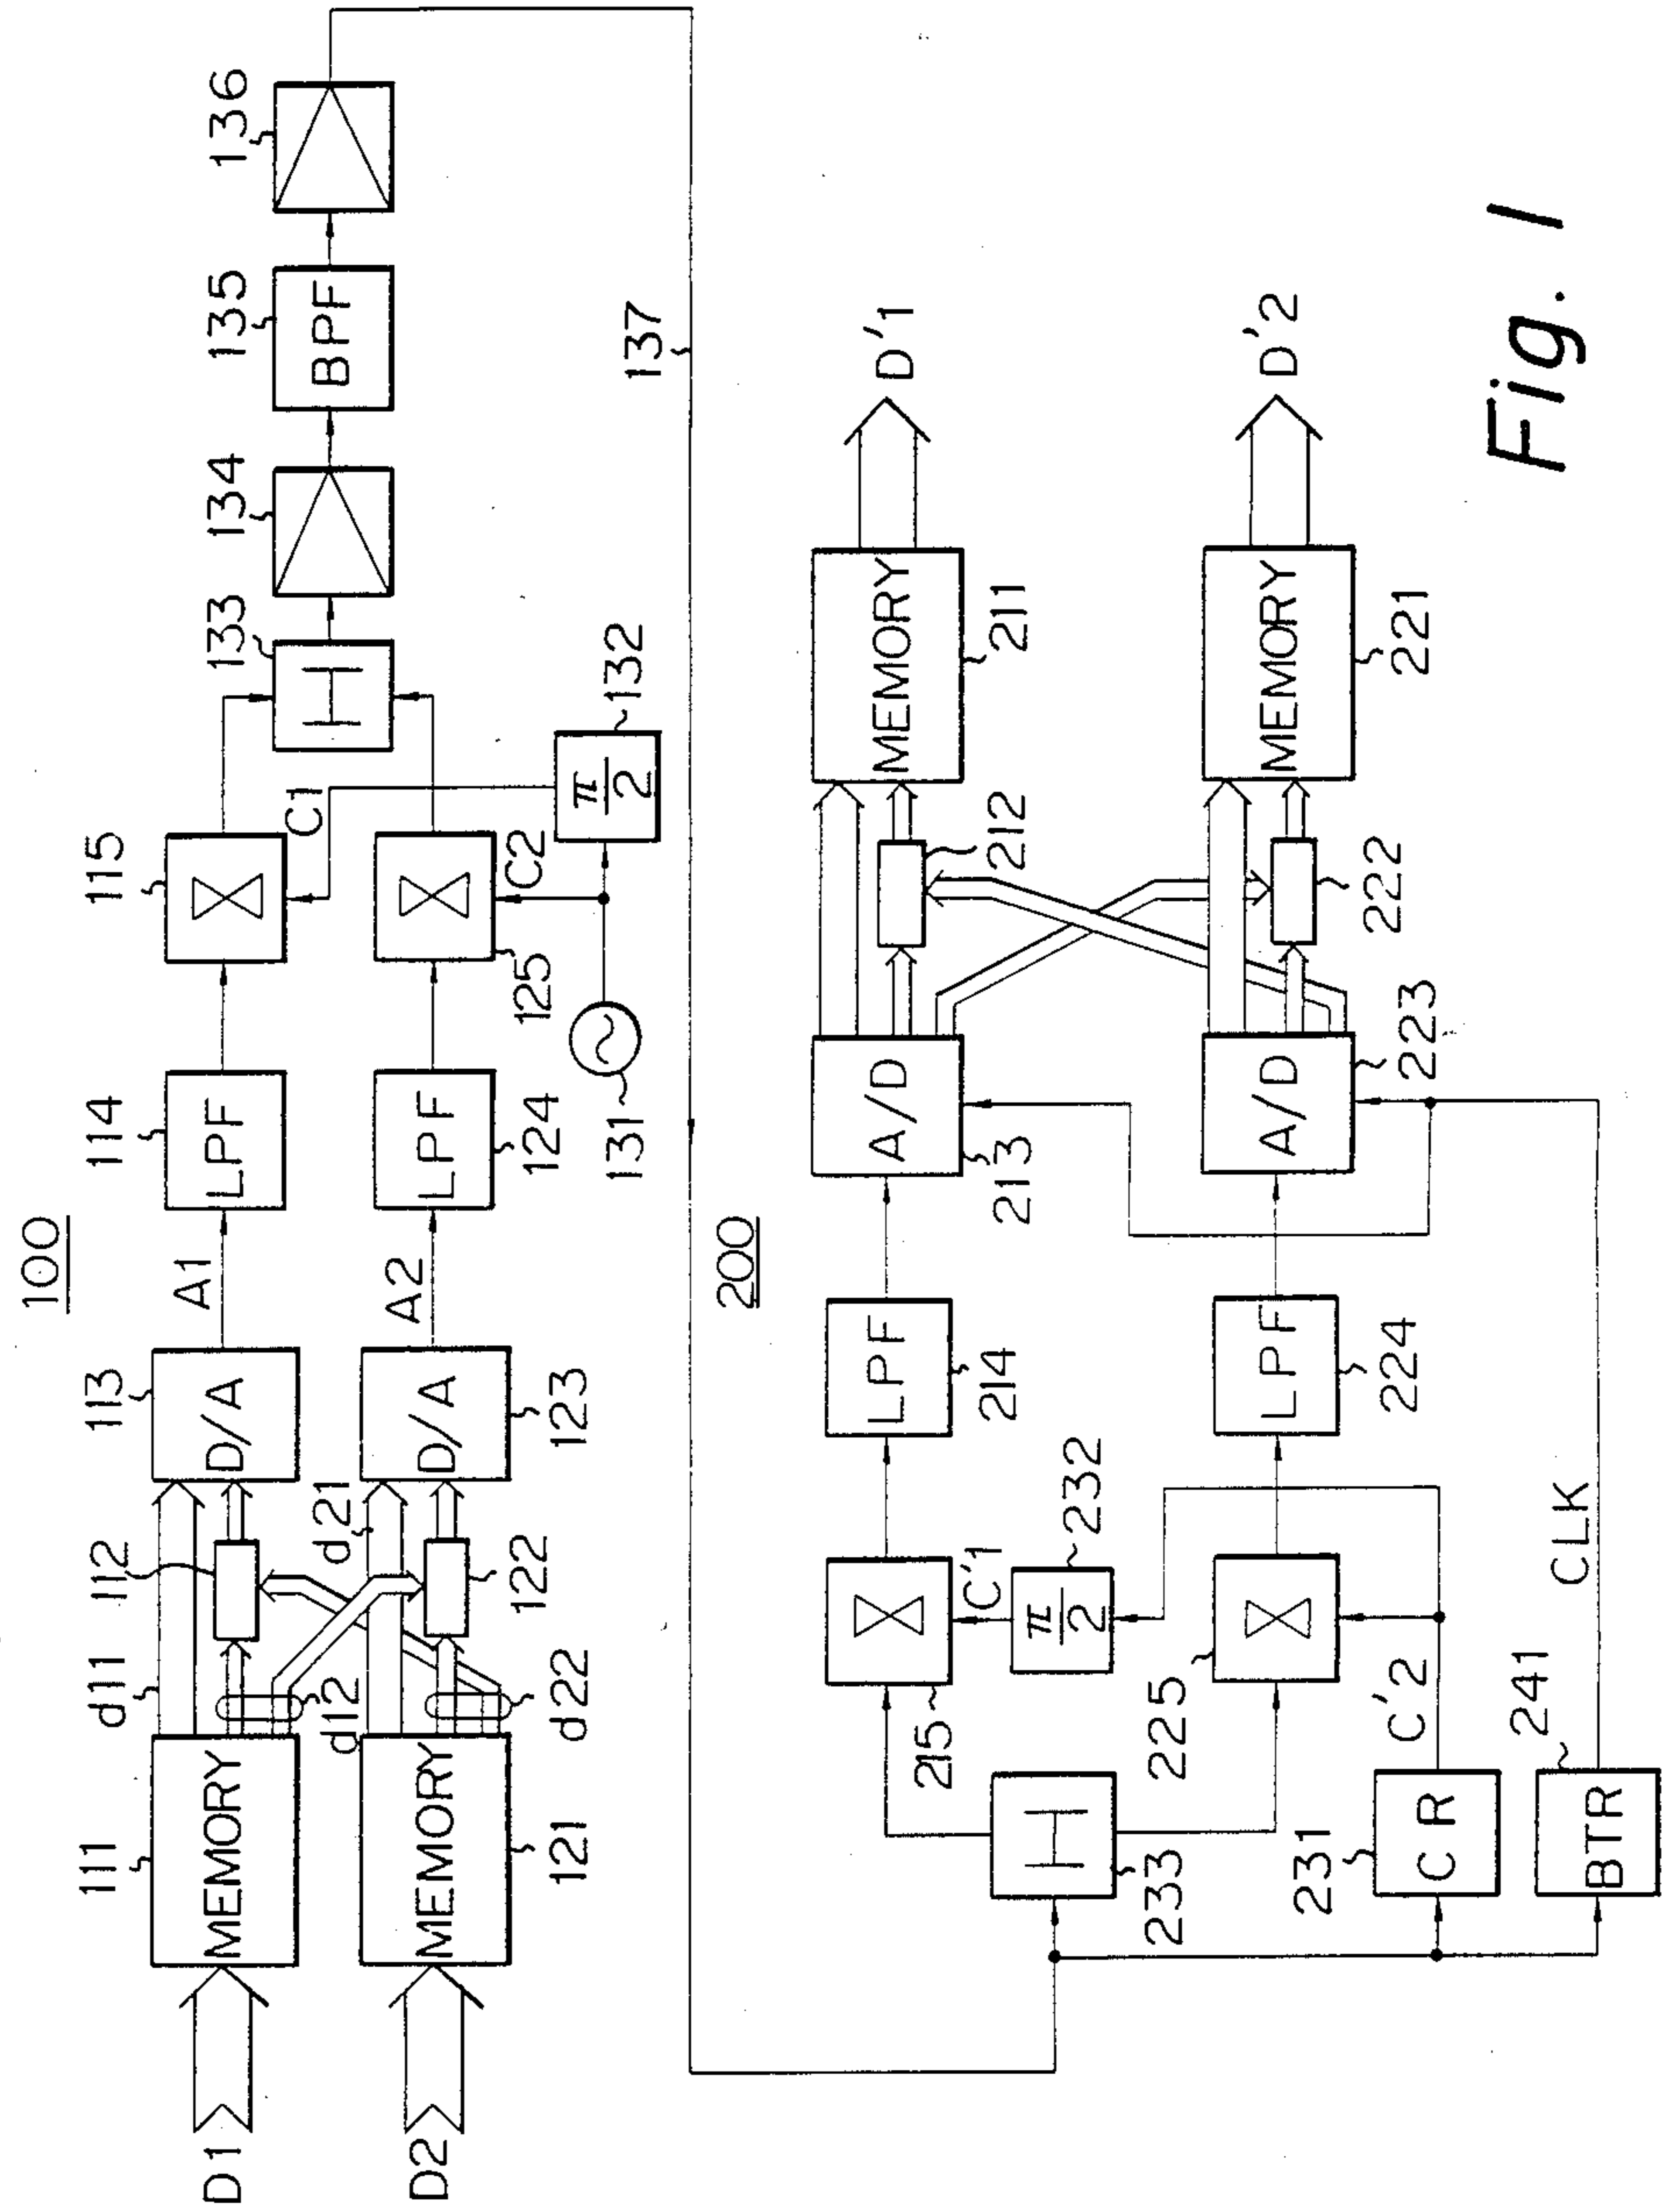 100
D1
111
MEMORY
d11
d12
112
113
D/A
A1
114
LPF
115
C1
133
134
135
BPF
136
D2
121
MEMORY
d21
d22
122
123
D/A
A2
124
LPF
125
C2
131
132
π/2
137
200
233
215
C'1
232
π/2
214
LPF
213
A/D
212
211
MEMORY
D'1
225
224
LPF
223
A/D
222
221
MEMORY
D'2
231
CR
C'2
241
BTR
CLK
Fig. 1